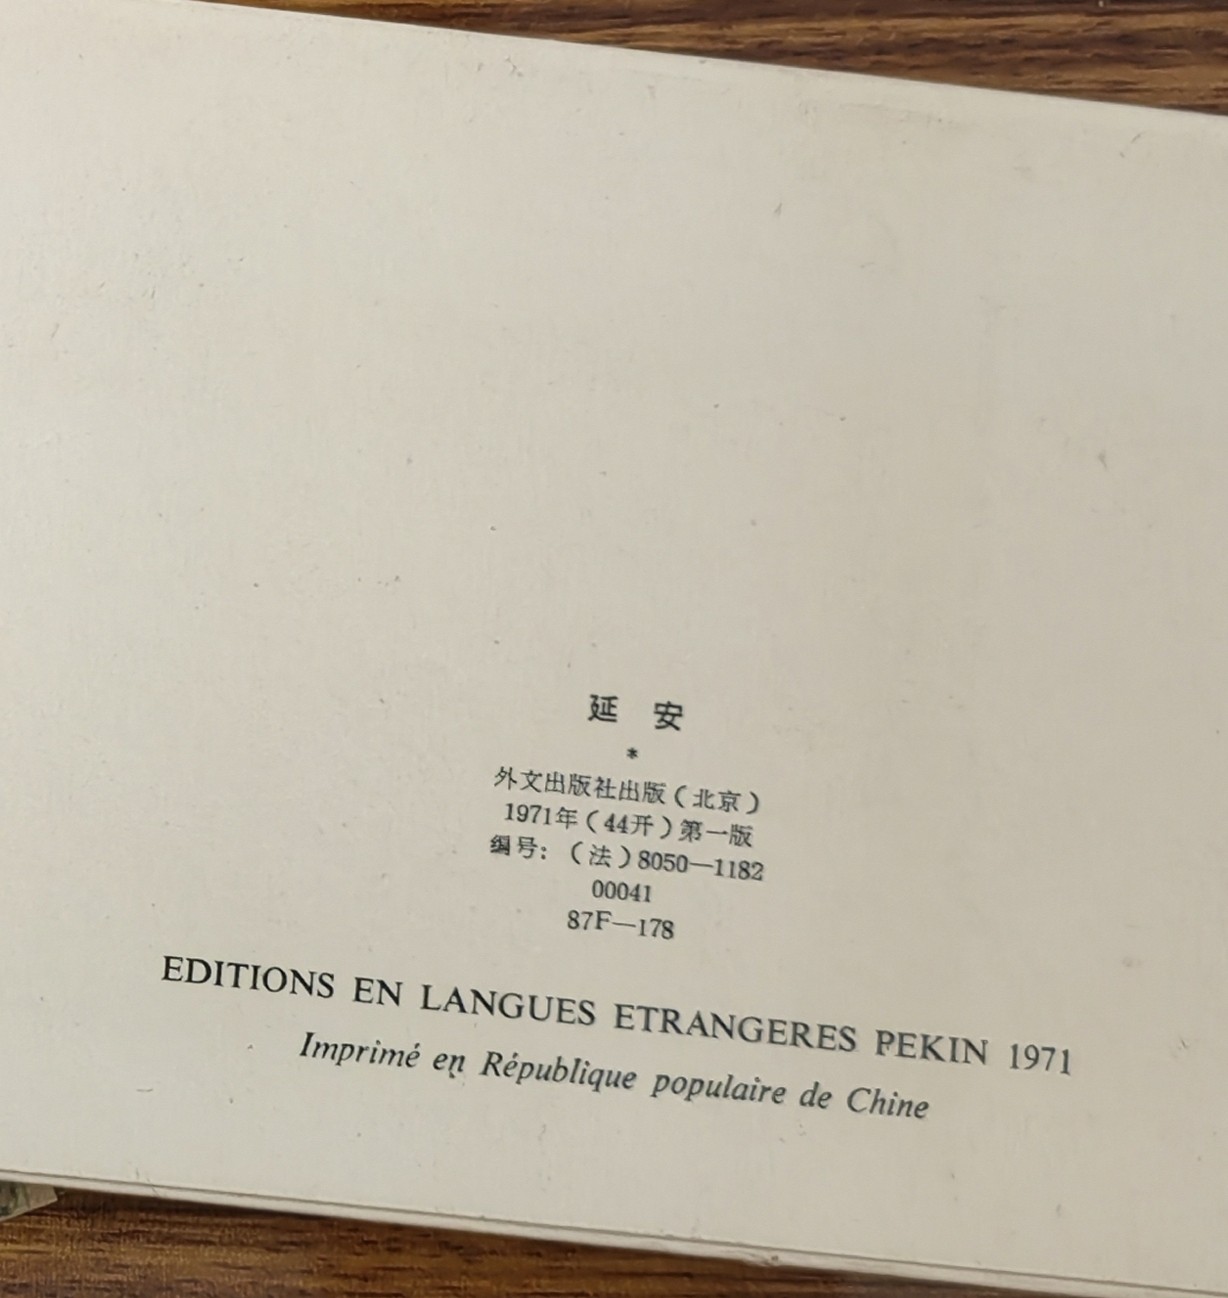 延 安
*
外文出版社出版(北京)
1971年(44开)第一版
编号:(法)8050—1182
00041
87F—178
EDITIONS EN LANGUES ETRANGERES PEKIN 1971
Imprimé en République populaire de Chine